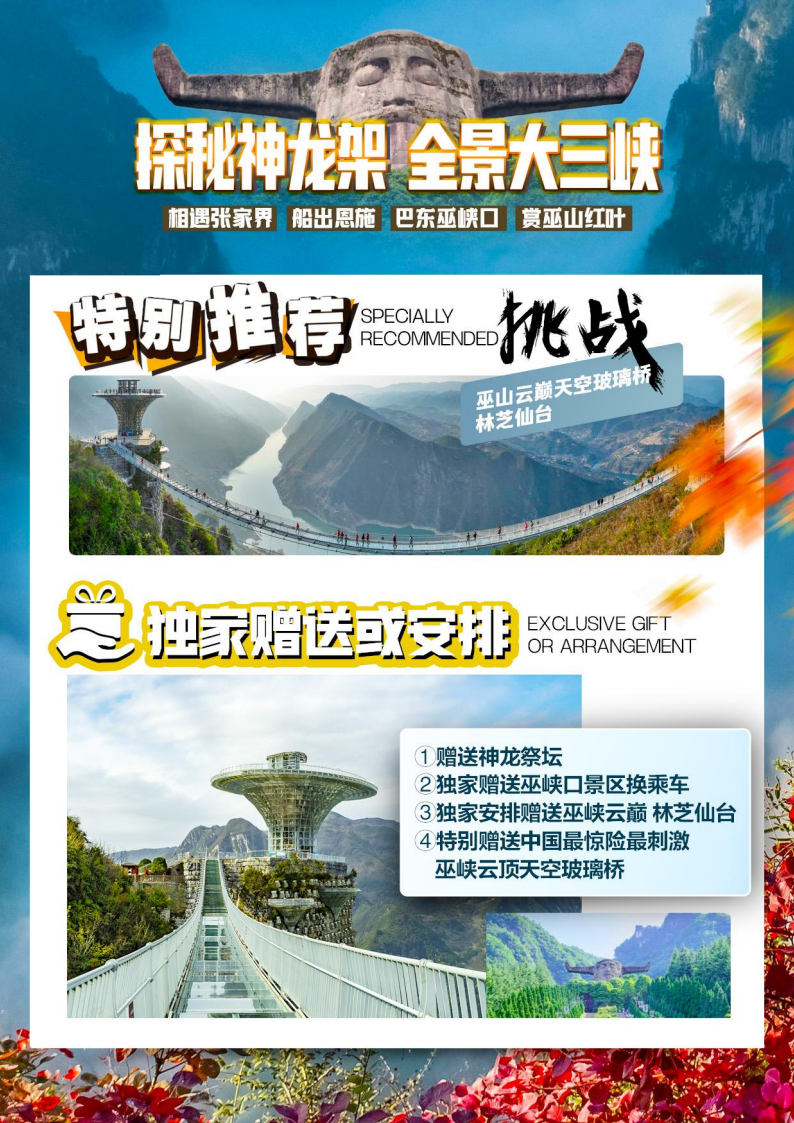 探秘神龙架 全景大三峡
相遇张家界 船出恩施 巴东巫峡口 赏巫山红叶
特别推荐
SPECIALLY
RECOMMENDED
挑战
巫山云巅天空玻璃桥
林芝仙台
独家赠送或安排
EXCLUSIVE GIFT
OR ARRANGEMENT
①赠送神龙祭坛
②独家赠送巫峡口景区换乘车
③独家安排赠送巫峡云巅 林芝仙台
④特别赠送中国最惊险最刺激
巫峡云顶天空玻璃桥